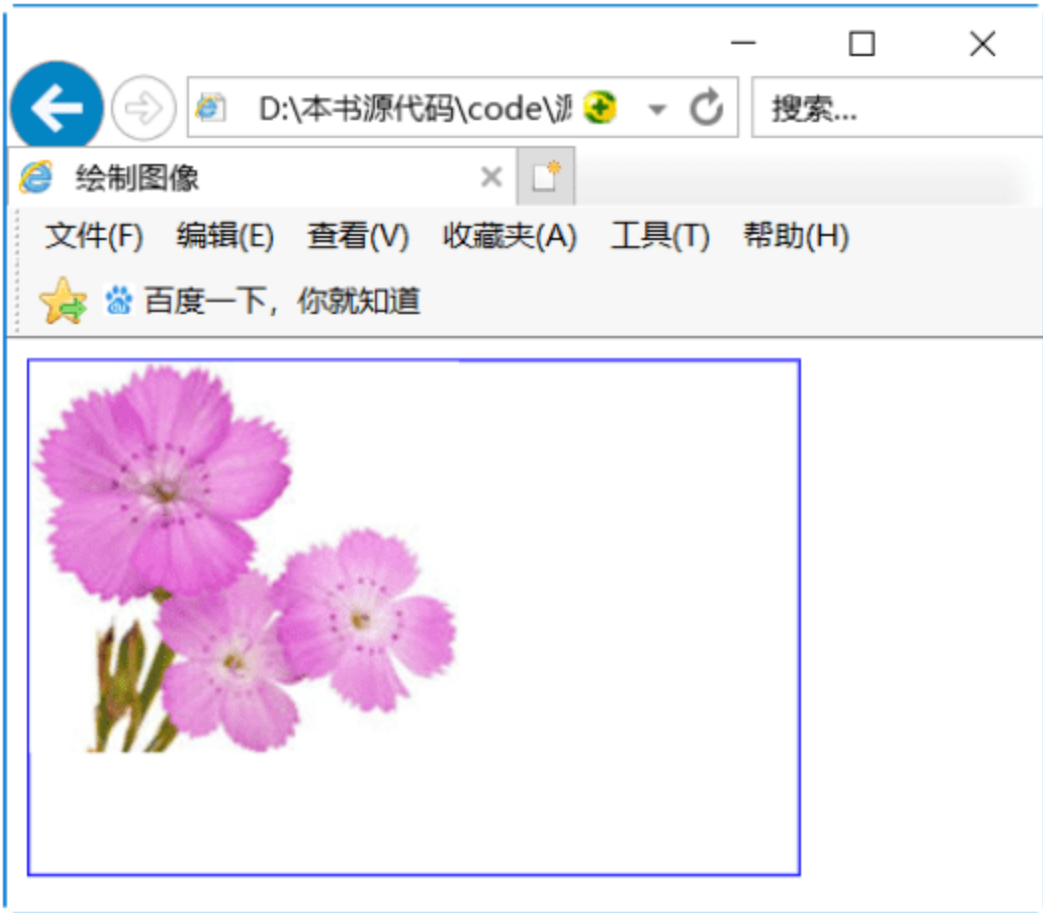 D:\本书源代码\code\源
搜索...
绘制图像
文件(F) 编辑(E) 查看(V) 收藏夹(A) 工具(T) 帮助(H)
百度一下，你就知道